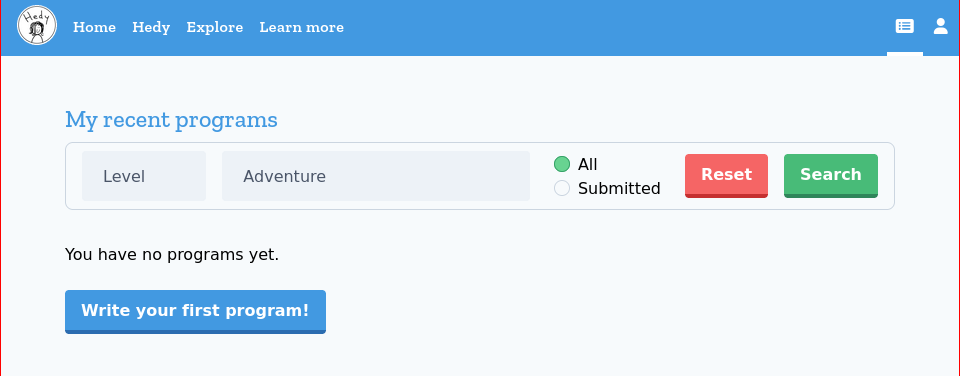 Hedy
Home Hedy Explore Learn more
My recent programs
Level Adventure All Submitted Reset Search
You have no programs yet.
Write your first program!